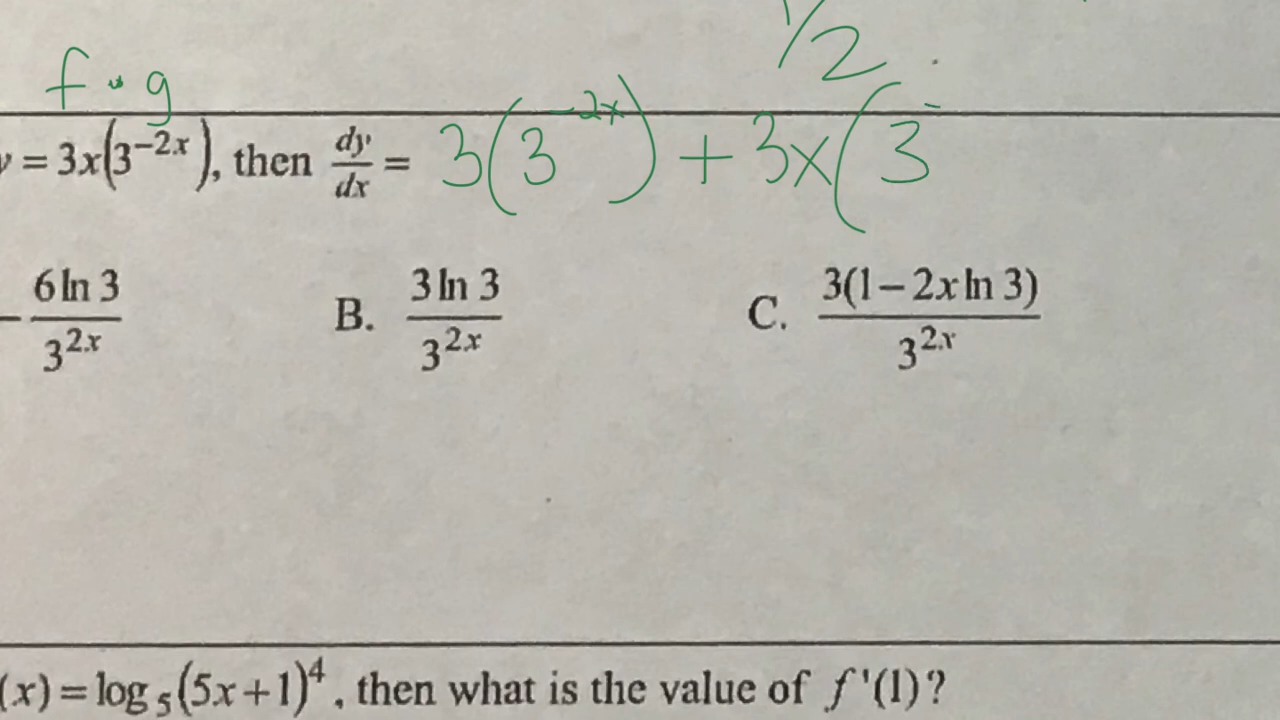 1/2
f · g
y = 3x(3^{-2x}), then dy/dx = 3(3^{-2x}) + 3x(3^{-
- 6 ln 3 / 3^{2x} B. 3 ln 3 / 3^{2x} C. 3(1 - 2x ln 3) / 3^{2x}
(x) = log_5(5x+1)^4, then what is the value of f'(1)?